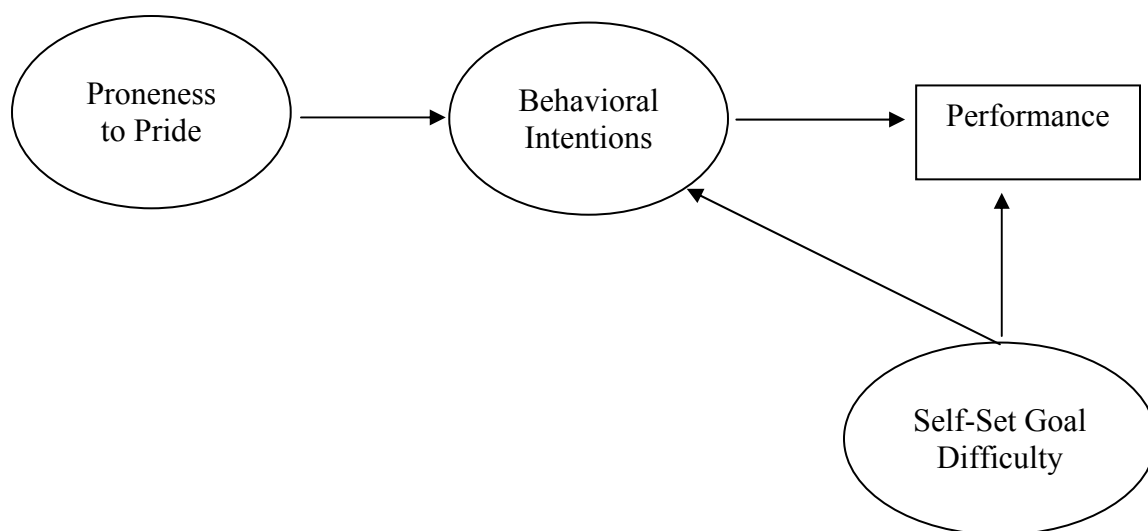 Proneness
to Pride
Behavioral
Intentions
Performance
Self-Set Goal
Difficulty